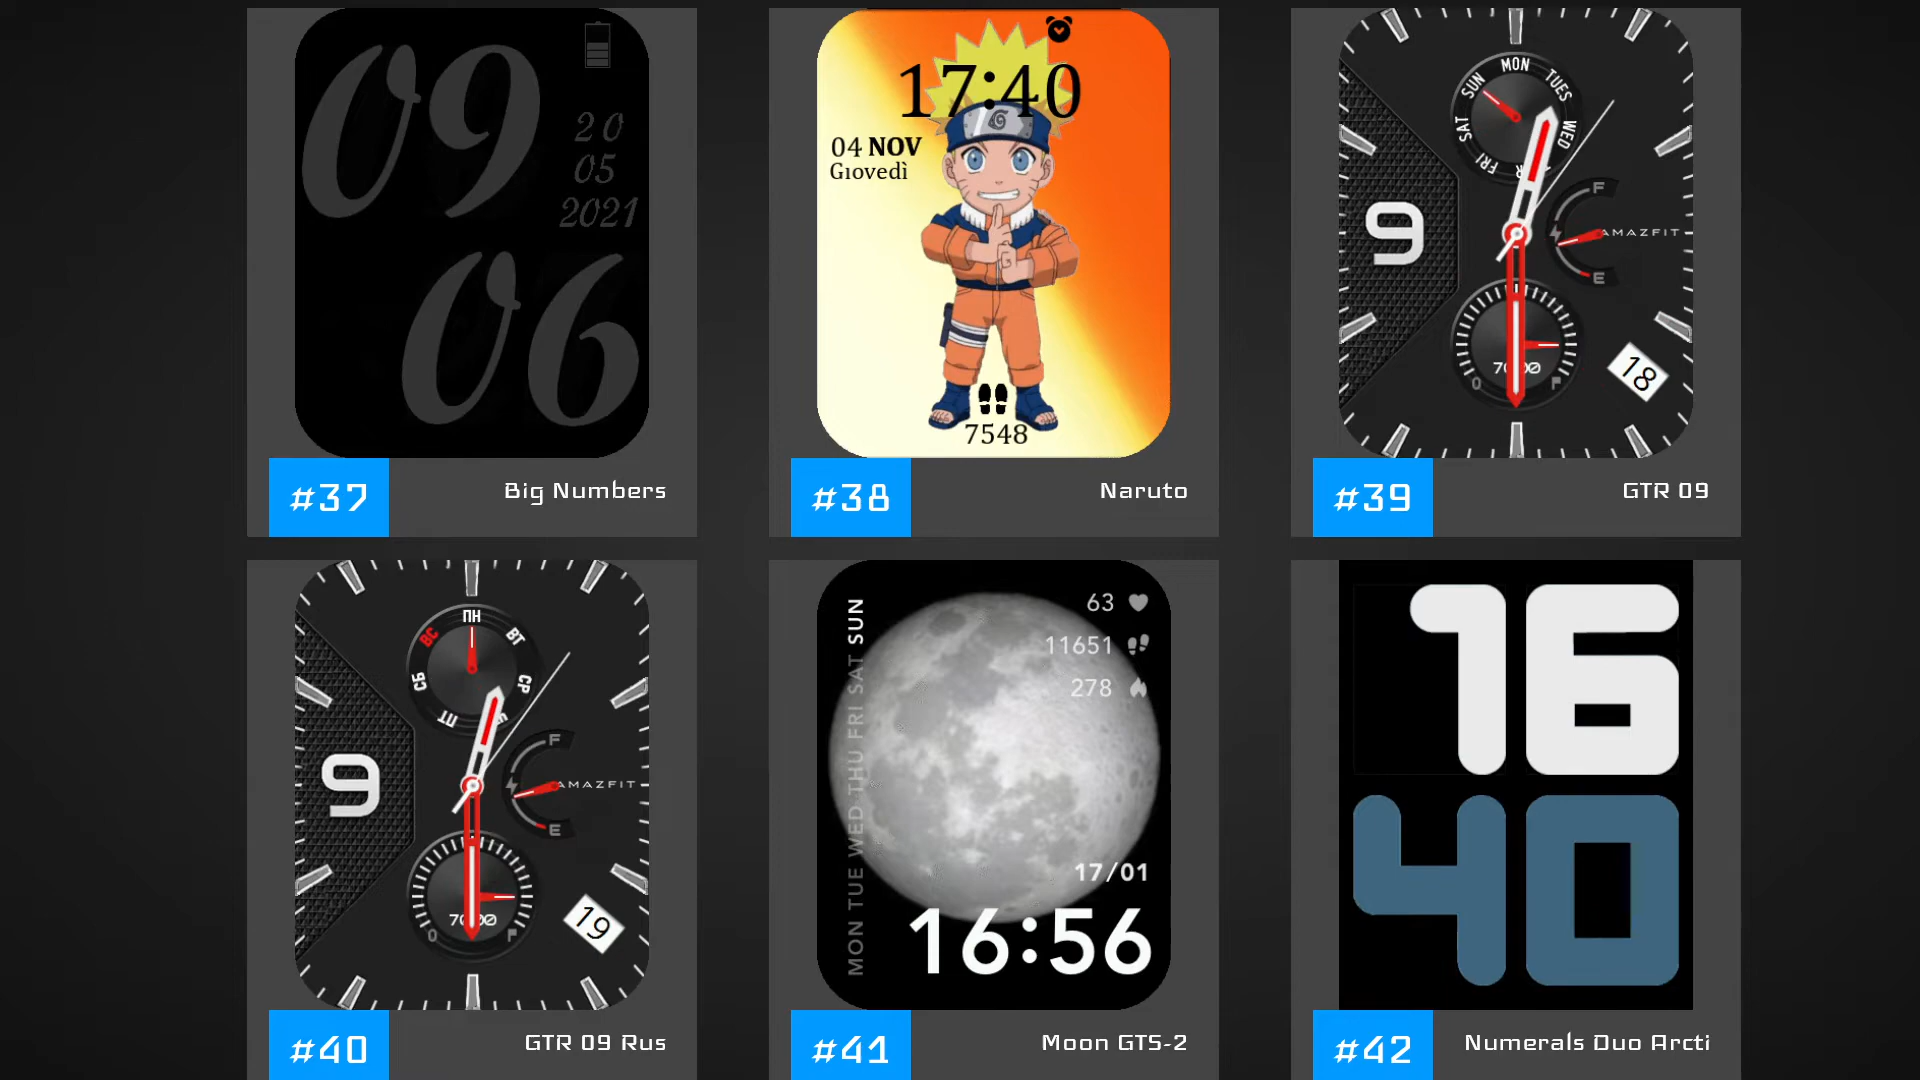 09
20
05
2021
06
#37
Big Numbers
17:40
04 NOV
Giovedì
7548
#38
Naruto
MON
TUES
WED
FRI
SAT
SUN
9
F
AMAZFIT
E
0
P
18
#39
GTR 09
ПН
ВТ
СР
ПТ
СБ
ВС
9
F
AMAZFIT
E
0
19
#40
GTR 09 Rus
MON TUE WED THU FRI SAT SUN
63
11651
278
17/01
16:56
#41
Moon GTS-2
16
40
#42
Numerals Duo Arcti